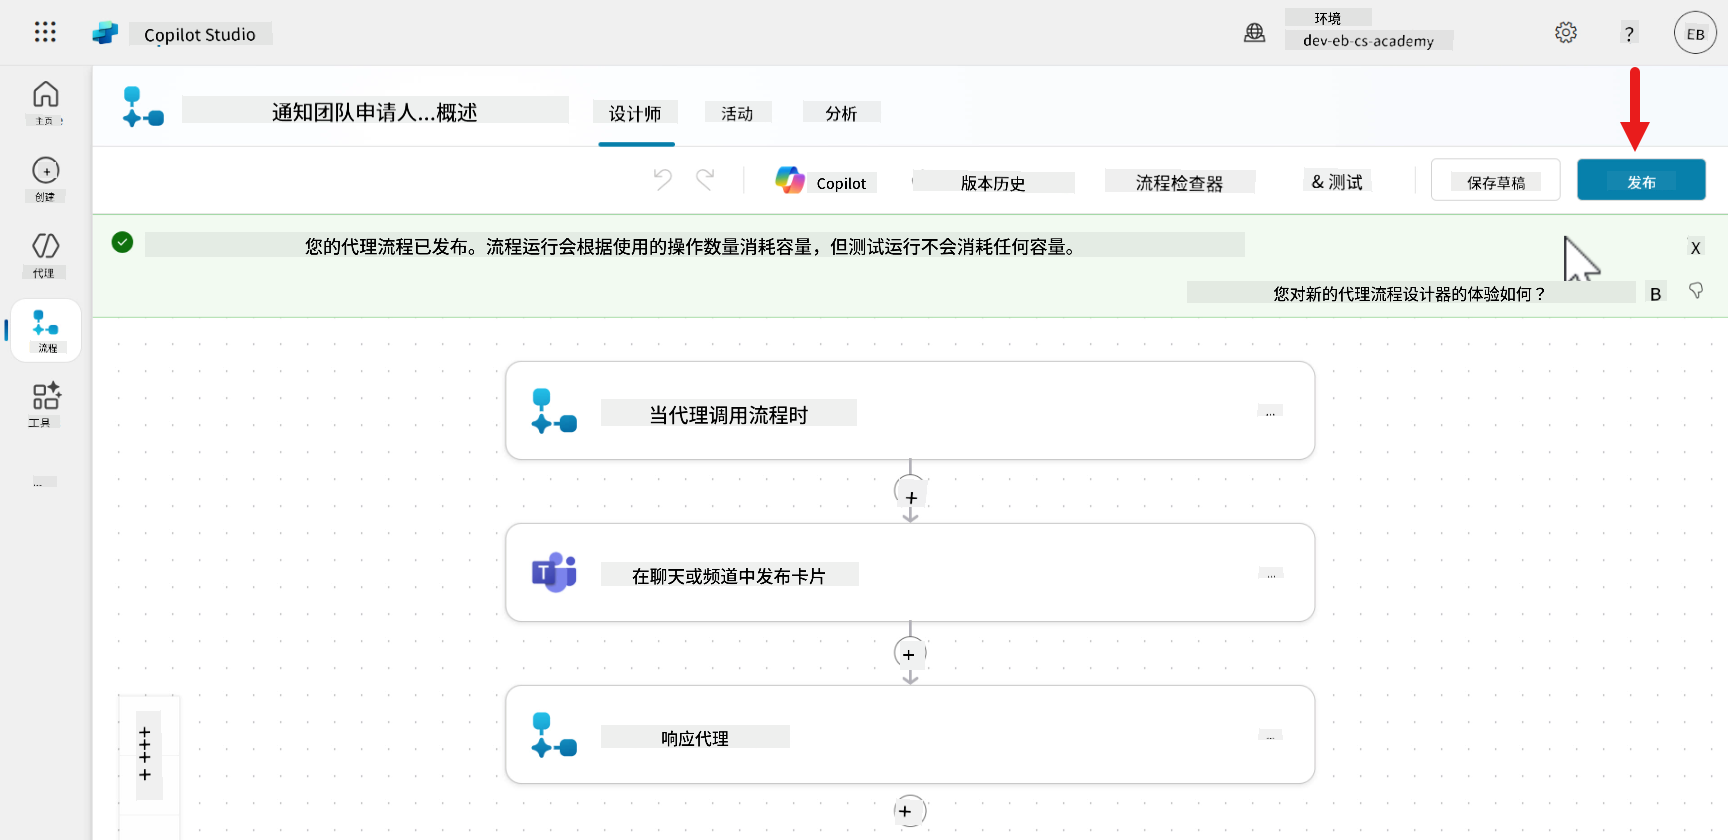 Copilot Studio
环境
dev-eb-cs-academy
?
EB
主页
创建
代理
流程
工具
...
通知团队申请人...概述
设计师
活动
分析
Copilot
版本历史
流程检查器
& 测试
保存草稿
发布
您的代理流程已发布。流程运行会根据使用的操作数量消耗容量，但测试运行不会消耗任何容量。
X
您对新的代理流程设计器的体验如何？
B
当代理调用流程时
...
+
在聊天或频道中发布卡片
...
+
响应代理
...
+
+
+
+
+